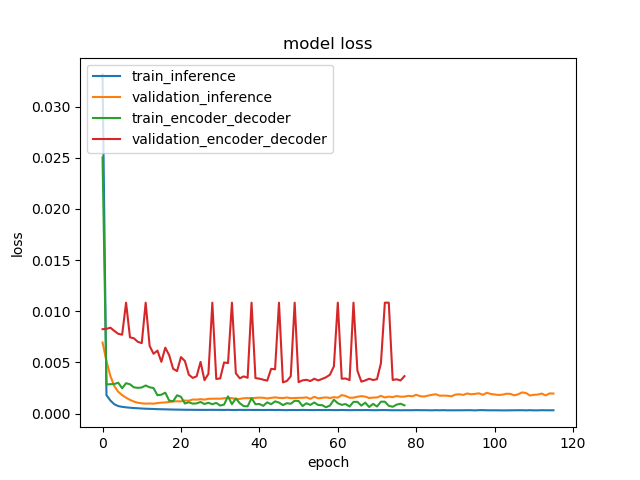 model loss
train_inference
validation_inference
train_encoder_decoder
validation_encoder_decoder
0.030
0.025
0.020
0.015
0.010
0.005
0.000
loss
0 20 40 60 80 100 120
epoch